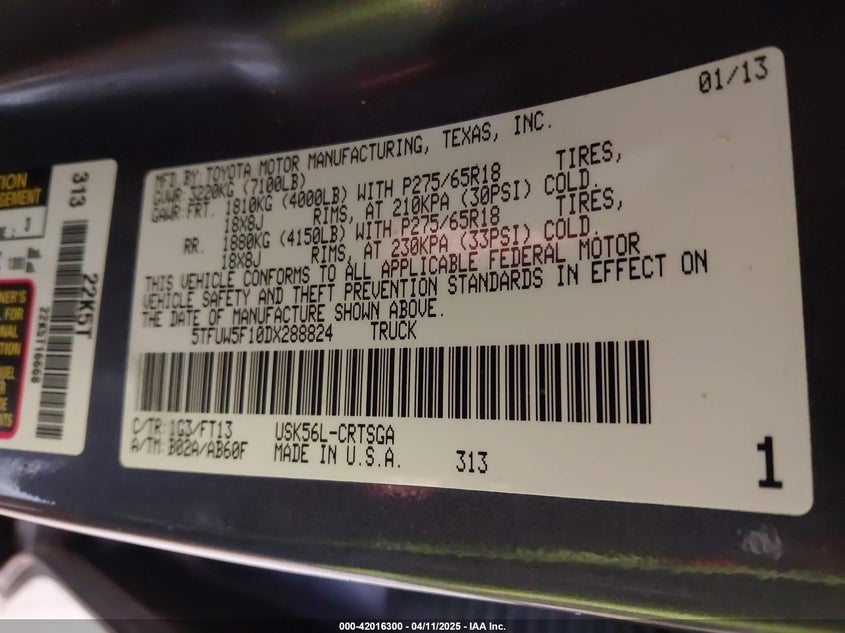 01/13
MFD BY: TOYOTA MOTOR MANUFACTURING, TEXAS, INC.
GVWR: 3220KG (7100LB)
GAWR: FRT. 1810KG (4000LB) WITH P275/65R18 TIRES,
18X8J RIMS, AT 210KPA (30PSI) COLD.
RR. 1880KG (4150LB) WITH P275/65R18 TIRES,
18X8J RIMS, AT 230KPA (33PSI) COLD.
THIS VEHICLE CONFORMS TO ALL APPLICABLE FEDERAL MOTOR
VEHICLE SAFETY AND THEFT PREVENTION STANDARDS IN EFFECT ON
THE DATE OF MANUFACTURE SHOWN ABOVE.
5TFUW5F10DX288824 TRUCK
C/TR: 1G3/FT13 USK56L-CRTSGA
A/TM: B02A/AB60F MADE IN U.S.A. 313
1
313
22K5T
22K5T16668
000-42016300 - 04/11/2025 - IAA Inc.